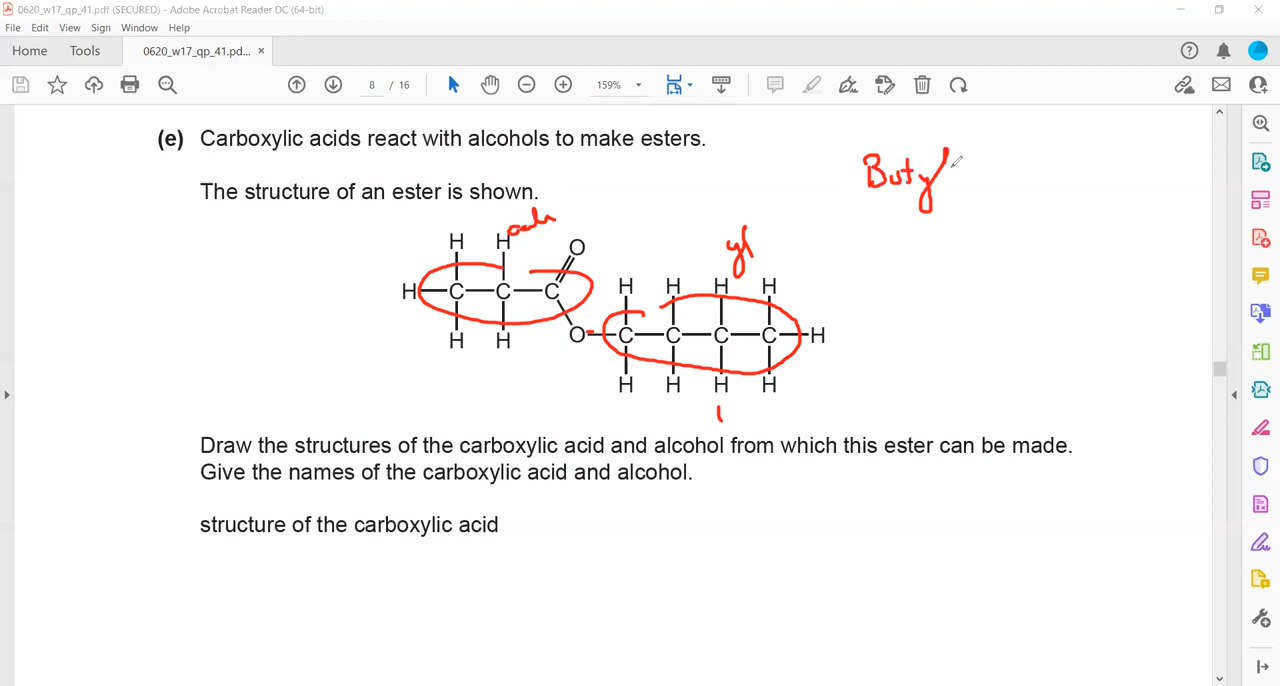 0620_w17_qp_41.pdf (SECURED) - Adobe Acrobat Reader DC (64-bit)
File Edit View Sign Window Help
Home Tools 0620_w17_qp_41.pd... ×
8 / 16 159%
(e) Carboxylic acids react with alcohols to make esters.
Butyl
The structure of an ester is shown.
H H O
yl
H C C C H H H H
O C C C C H
H H
H H H H
Draw the structures of the carboxylic acid and alcohol from which this ester can be made.
Give the names of the carboxylic acid and alcohol.
structure of the carboxylic acid